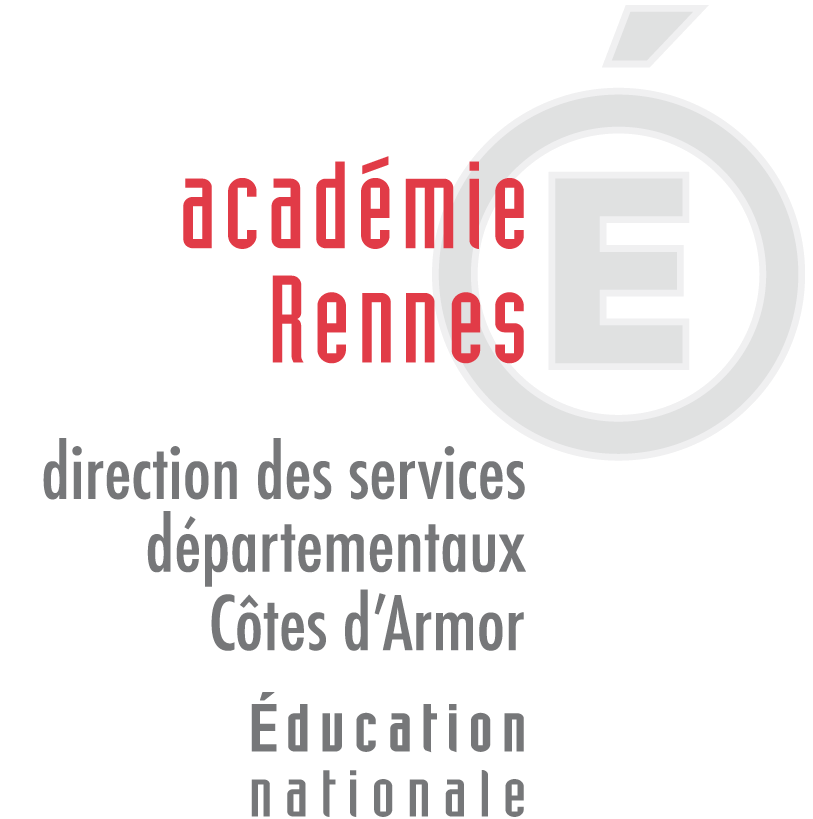 É
académie
Rennes
direction des services
départementaux
Côtes d’Armor
Éducation
nationale